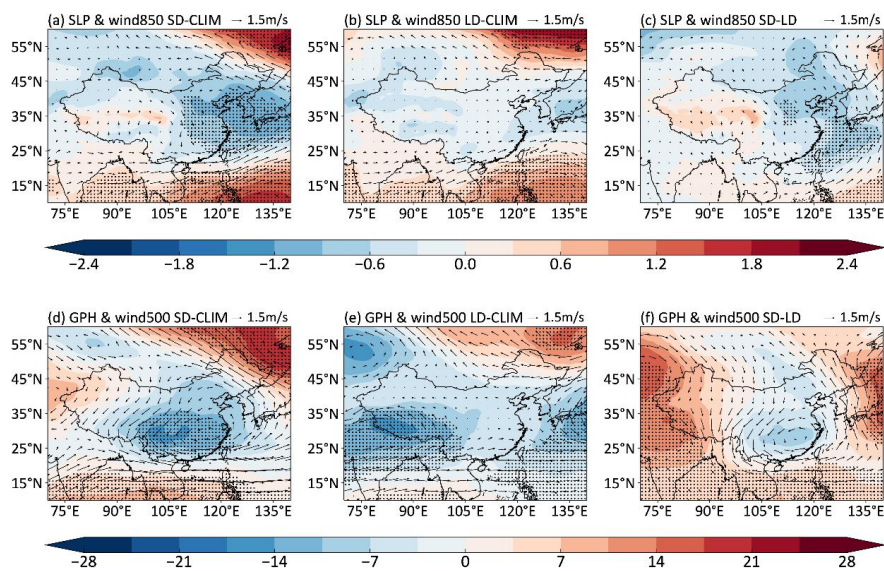 (a) SLP & wind850 SD-CLIM → 1.5m/s
(b) SLP & wind850 LD-CLIM → 1.5m/s
(c) SLP & wind850 SD-LD → 1.5m/s
55°N 55°N 55°N
45°N 45°N 45°N
35°N 35°N 35°N
25°N 25°N 25°N
15°N 15°N 15°N
75°E 90°E 105°E 120°E 135°E 75°E 90°E 105°E 120°E 135°E 75°E 90°E 105°E 120°E 135°E
−2.4 −1.8 −1.2 −0.6 0.0 0.6 1.2 1.8 2.4
(d) GPH & wind500 SD-CLIM → 1.5m/s
(e) GPH & wind500 LD-CLIM → 1.5m/s
(f) GPH & wind500 SD-LD → 1.5m/s
55°N 55°N 55°N
45°N 45°N 45°N
35°N 35°N 35°N
25°N 25°N 25°N
15°N 15°N 15°N
75°E 90°E 105°E 120°E 135°E 75°E 90°E 105°E 120°E 135°E 75°E 90°E 105°E 120°E 135°E
−28 −21 −14 −7 0 7 14 21 28